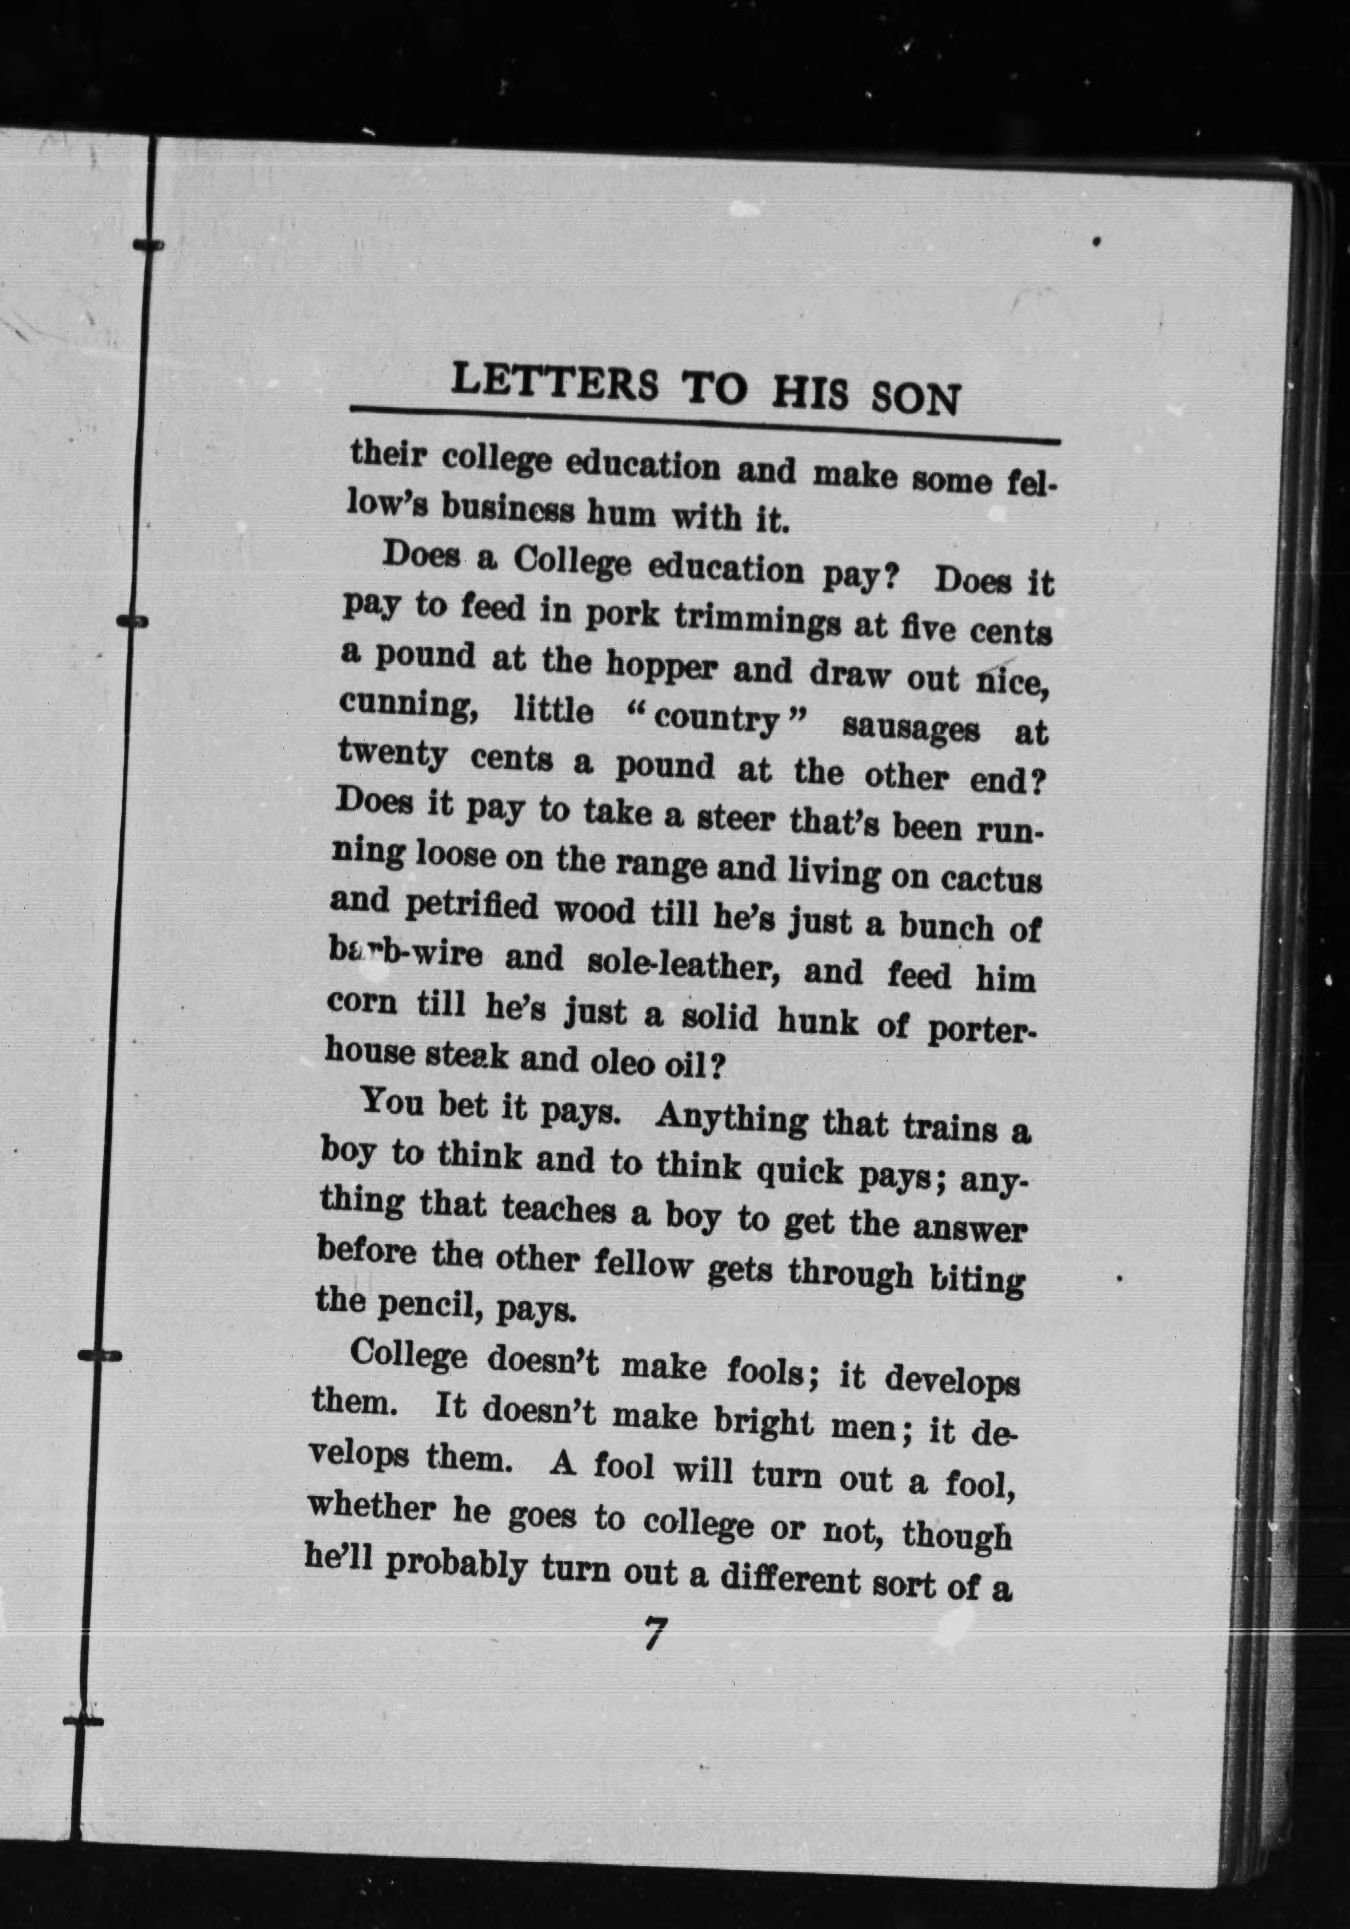 LETTERS TO HIS SON
their college education and make some fel-
low's business hum with it.
Does a College education pay? Does it
pay to feed in pork trimmings at five cents
a pound at the hopper and draw out nice,
cunning, little "country" sausages at
twenty cents a pound at the other end?
Does it pay to take a steer that's been run-
ning loose on the range and living on cactus
and petrified wood till he's just a bunch of
barb-wire and sole-leather, and feed him
corn till he's just a solid hunk of porter-
house steak and oleo oil?
You bet it pays. Anything that trains a
boy to think and to think quick pays; any-
thing that teaches a boy to get the answer
before the other fellow gets through biting
the pencil, pays.
College doesn't make fools; it develops
them. It doesn't make bright men; it de-
velops them. A fool will turn out a fool,
whether he goes to college or not, though
he'll probably turn out a different sort of a
7